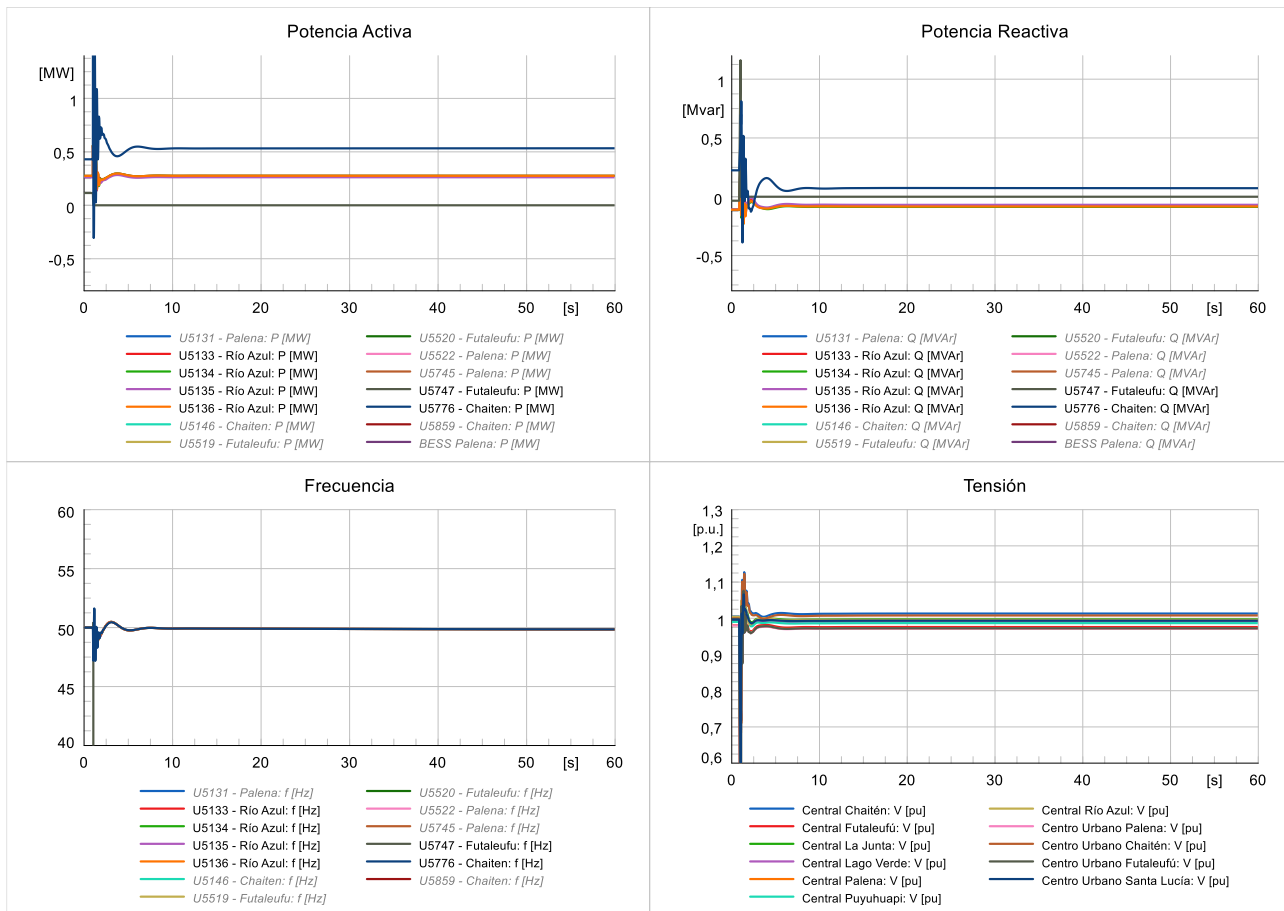 Potencia Activa
[MW]
1
0,5
0
-0,5
0 10 20 30 40 50 [s] 60
U5131 - Palena: P [MW] U5520 - Futaleufu: P [MW]
U5133 - Río Azul: P [MW] U5522 - Palena: P [MW]
U5134 - Río Azul: P [MW] U5745 - Palena: P [MW]
U5135 - Río Azul: P [MW] U5747 - Futaleufu: P [MW]
U5136 - Río Azul: P [MW] U5776 - Chaiten: P [MW]
U5146 - Chaiten: P [MW] U5859 - Chaiten: P [MW]
U5519 - Futaleufu: P [MW] BESS Palena: P [MW]
Potencia Reactiva
1
[Mvar]
0,5
0
-0,5
0 10 20 30 40 50 [s] 60
U5131 - Palena: Q [MVAr] U5520 - Futaleufu: Q [MVAr]
U5133 - Río Azul: Q [MVAr] U5522 - Palena: Q [MVAr]
U5134 - Río Azul: Q [MVAr] U5745 - Palena: Q [MVAr]
U5135 - Río Azul: Q [MVAr] U5747 - Futaleufu: Q [MVAr]
U5136 - Río Azul: Q [MVAr] U5776 - Chaiten: Q [MVAr]
U5146 - Chaiten: Q [MVAr] U5859 - Chaiten: Q [MVAr]
U5519 - Futaleufu: Q [MVAr] BESS Palena: Q [MVAr]
Frecuencia
60
55
50
45
40
0 10 20 30 40 50 [s] 60
U5131 - Palena: f [Hz] U5520 - Futaleufu: f [Hz]
U5133 - Río Azul: f [Hz] U5522 - Palena: f [Hz]
U5134 - Río Azul: f [Hz] U5745 - Palena: f [Hz]
U5135 - Río Azul: f [Hz] U5747 - Futaleufu: f [Hz]
U5136 - Río Azul: f [Hz] U5776 - Chaiten: f [Hz]
U5146 - Chaiten: f [Hz] U5859 - Chaiten: f [Hz]
U5519 - Futaleufu: f [Hz]
Tensión
1,3
[p.u.]
1,2
1,1
1
0,9
0,8
0,7
0,6
0 10 20 30 40 50 [s] 60
Central Chaitén: V [pu] Central Río Azul: V [pu]
Central Futaleufú: V [pu] Centro Urbano Palena: V [pu]
Central La Junta: V [pu] Centro Urbano Chaitén: V [pu]
Central Lago Verde: V [pu] Centro Urbano Futaleufú: V [pu]
Central Palena: V [pu] Centro Urbano Santa Lucía: V [pu]
Central Puyuhuapi: V [pu]